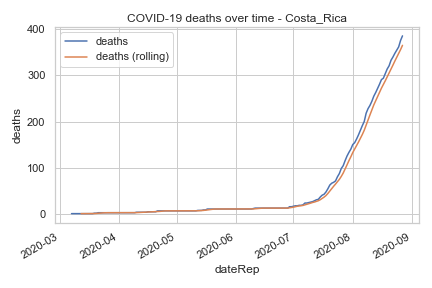 COVID-19 deaths over time - Costa_Rica
deaths
deaths (rolling)
400
300
200
100
0
deaths
2020-03
2020-04
2020-05
2020-06
2020-07
2020-08
2020-09
dateRep